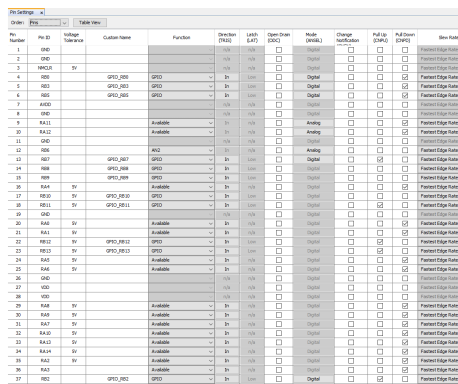 Pin Settings ×
Order: Pins Table View
Pin Number Pin ID Voltage Tolerance Custom Name Function Direction (TRIS) Latch (LAT) Open Drain (ODC) Mode (ANSEL) Change Notification Pull Up (CNPU) Pull Down (CNPD) Slew Rate
1 GND n/a n/a Digital Fastest Edge Rate
2 GND n/a n/a Digital Fastest Edge Rate
3 NMCLR 5V n/a n/a Digital Fastest Edge Rate
4 RB0 GPIO_RB0 GPIO In Low Digital Fastest Edge Rate
5 RB3 GPIO_RB3 GPIO In Low Digital Fastest Edge Rate
6 RB5 GPIO_RB5 GPIO In Low Digital Fastest Edge Rate
7 AVDD n/a n/a Digital Fastest Edge Rate
8 GND n/a n/a Digital Fastest Edge Rate
9 RA11 Available In Low Analog Fastest Edge Rate
10 RA12 Available In Low Analog Fastest Edge Rate
11 GND n/a n/a Digital Fastest Edge Rate
12 RB6 AN2 n/a n/a Analog Fastest Edge Rate
13 RB7 GPIO_RB7 GPIO In Low Digital Fastest Edge Rate
14 RB8 GPIO_RB8 GPIO In Low Digital Fastest Edge Rate
15 RB9 GPIO_RB9 GPIO In Low Digital Fastest Edge Rate
16 RA4 5V Available In Low Digital Fastest Edge Rate
17 RB10 5V GPIO_RB10 GPIO In Low Digital Fastest Edge Rate
18 RB11 5V GPIO_RB11 GPIO In Low Digital Fastest Edge Rate
19 GND n/a n/a Digital Fastest Edge Rate
20 RA0 5V Available In Low Digital Fastest Edge Rate
21 RA1 5V Available In Low Digital Fastest Edge Rate
22 RB12 5V GPIO_RB12 GPIO In Low Digital Fastest Edge Rate
23 RB13 5V GPIO_RB13 GPIO In Low Digital Fastest Edge Rate
24 RA5 5V Available In Low Digital Fastest Edge Rate
25 RA6 5V Available In Low Digital Fastest Edge Rate
26 GND n/a n/a Digital Fastest Edge Rate
27 VDD n/a n/a Digital Fastest Edge Rate
28 VDD n/a n/a Digital Fastest Edge Rate
29 RA8 5V Available In Low Digital Fastest Edge Rate
30 RA9 5V Available In Low Digital Fastest Edge Rate
31 RA7 5V Available In Low Digital Fastest Edge Rate
32 RA10 5V Available In Low Digital Fastest Edge Rate
33 RA13 5V Available In Low Digital Fastest Edge Rate
34 RA14 5V Available In Low Digital Fastest Edge Rate
35 RA2 5V Available In Low Digital Fastest Edge Rate
36 RA3 Available In Low Digital Fastest Edge Rate
37 RB2 GPIO_RB2 GPIO In Low Digital Fastest Edge Rate